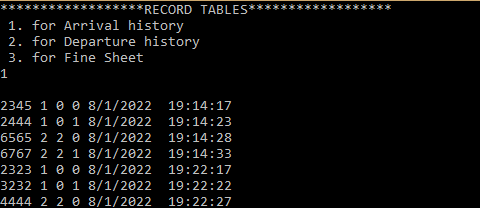 ******************RECORD TABLES******************
1. for Arrival history
2. for Departure history
3. for Fine Sheet
1
2345 1 0 0 8/1/2022  19:14:17
2444 1 0 1 8/1/2022  19:14:23
6565 2 2 0 8/1/2022  19:14:28
6767 2 2 1 8/1/2022  19:14:33
2323 1 0 0 8/1/2022  19:22:17
3232 1 0 1 8/1/2022  19:22:22
4444 2 2 0 8/1/2022  19:22:27